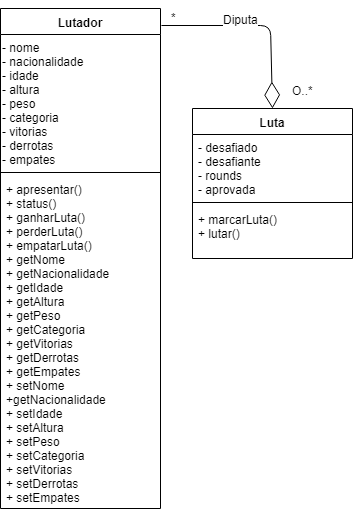 Lutador
- nome
- nacionalidade
- idade
- altura
- peso
- categoria
- vitorias
- derrotas
- empates
+ apresentar()
+ status()
+ ganharLuta()
+ perderLuta()
+ empatarLuta()
+ getNome
+ getNacionalidade
+ getIdade
+ getAltura
+ getPeso
+ getCategoria
+ getVitorias
+ getDerrotas
+ getEmpates
+ setNome
+getNacionalidade
+ setIdade
+ setAltura
+ setPeso
+ setCategoria
+ setVitorias
+ setDerrotas
+ setEmpates
*
Diputa
O..*
Luta
- desafiado
- desafiante
- rounds
- aprovada
+ marcarLuta()
+ lutar()